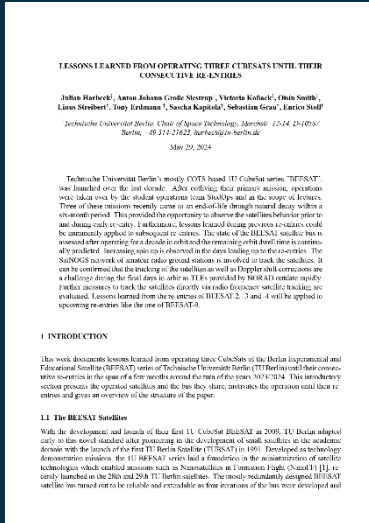 LESSONS LEARNED FROM OPERATING THREE CUBESATS UNTIL THEIR
CONSECUTIVE RE-ENTRIES
Julian Harbeck¹, Anton Johann Große Siestrup¹, Victoria Kořueck¹, Oisín Smith¹,
Linus Streibert¹, Tony Erdmann¹, Sascha Kapitola¹, Sebastian Grau¹, Enrico Stoll¹
Technische Universität Berlin, Chair of Space Technology, Marchstr. 12-14, D-10587
Berlin, +49 314-21623, harbeck@tu-berlin.de
May 29, 2024
Technische Universität Berlin's mostly COTS based 1U CubeSat series "BEESAT",
was launched over the last decade. After outliving their primary mission, operations
were taken over by the student operations team and in the scope of lectures.
Three of these missions recently came to an end-of-life through natural decay within a
six-month period. This provided the opportunity to observe the satellites behavior prior to
and during early re-entry. Furthermore, lessons learned during previous re-entries could
be immanently applied to subsequent re-entries. The state of the BEESAT satellite bus is
assessed after operating for a decade in orbit and the remaining orbit dwell time is continu-
ally predicted. Increasing spin up is observed in the days leading up to the re-entries. The
SatNOGS network of amateur radio ground stations is involved to track the satellites. It
can be confirmed that the tracking of the satellites as well as Doppler shift corrections are
a challenge during the final days in orbit as TLEs provided by NORAD outdate rapidly.
Further measures to track the satellites directly via radio frequency satellite tracking are
evaluated. Lessons learned from the re-entries of BEESAT-2, -3 and -4 will be applied to
upcoming re-entries like the one of BEESAT-9.
1 INTRODUCTION
This work documents lessons learned from operating three CubeSats of the Berlin Experimental and
Educational Satellite (BEESAT) series of Technische Universität Berlin (TU Berlin) until their consec-
utive re-entries in the span of a few months around the turn of the years 2023/2024. This introductory
section presents the operated satellites and the bus they share, motivates the operation until their re-
entries and gives an overview of the structure of the paper.
1.1 The BEESAT Satellites
With the development and launch of their first 1U CubeSat BEESAT in 2009, TU Berlin adapted
early to this novel standard after pioneering in the development of small satellites in the academic
domain with the launch of the first TU Berlin Satellite (TUBSAT) in 1991. Developed as technology
demonstration missions, the 1U BEESAT series laid a foundation in the miniaturization of satellite
technologies which enabled missions such as Nanosatellites in Formation Flight (NanoFF) [1], re-
cently launched as the 28th and 29th TU Berlin satellites. The mostly redundantly designed BEESAT
satellite bus turned out to be reliable and extendable as four iterations of the bus were developed and